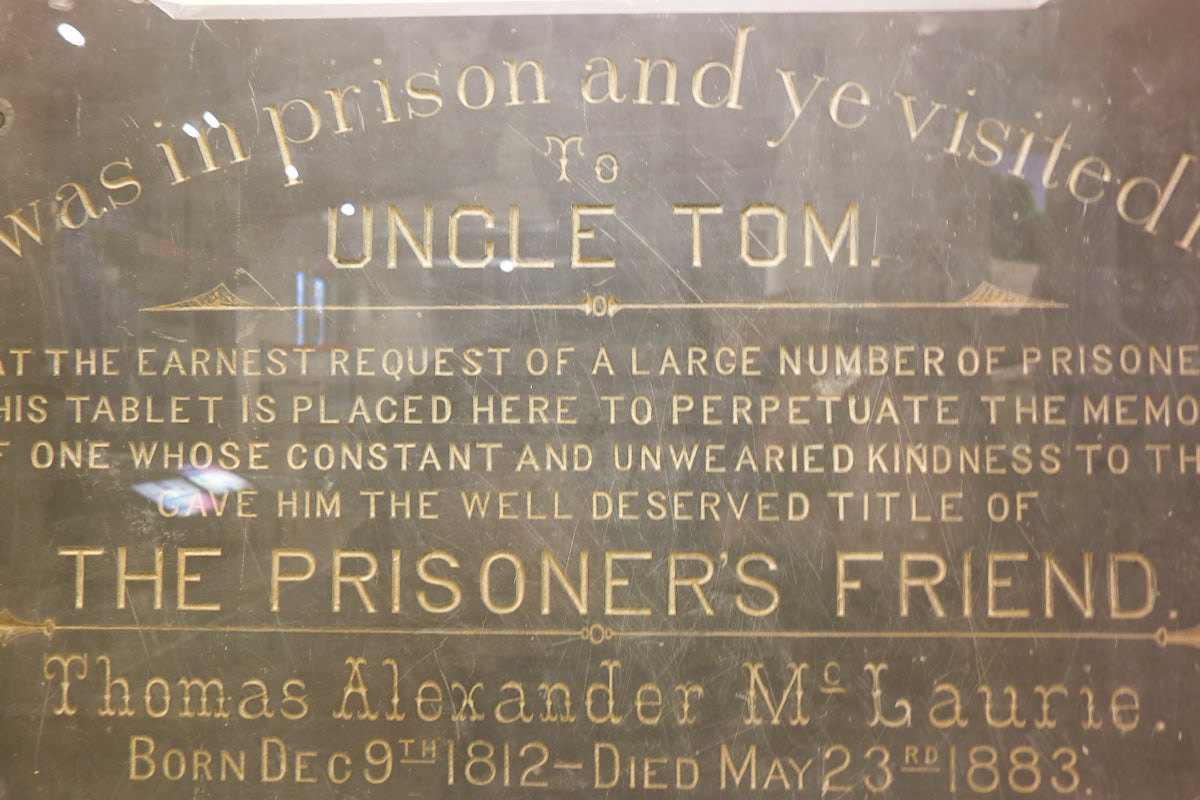 was in prison and ye visited
To
UNCLE TOM.
AT THE EARNEST REQUEST OF A LARGE NUMBER OF PRISONE
HIS TABLET IS PLACED HERE TO PERPETUATE THE MEMO
F ONE WHOSE CONSTANT AND UNWEARIED KINDNESS TO TH
GAVE HIM THE WELL DESERVED TITLE OF
THE PRISONER'S FRIEND.
Thomas Alexander Mc Laurie.
BORN DEC 9TH 1812-DIED MAY 23RD 1883.